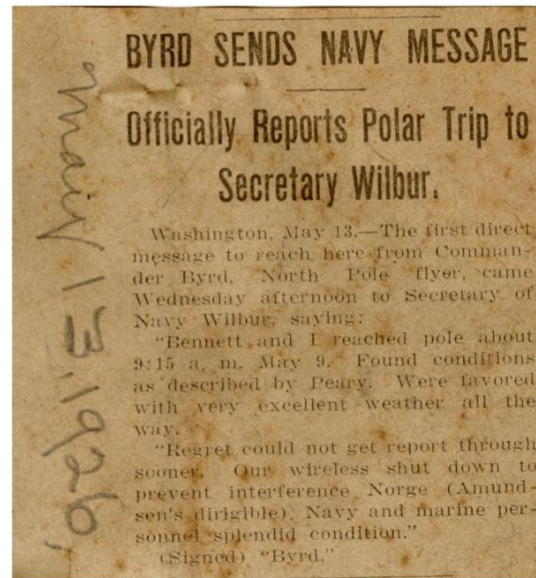 BYRD SENDS NAVY MESSAGE
Officially Reports Polar Trip to
Secretary Wilbur.
Washington, May 13.—The first direct
message to reach here from Comman-
der Byrd, North Pole flyer, came
Wednesday afternoon to Secretary of
Navy Wilbur, saying:
"Bennett and I reached pole about
9:15 a. m. May 9. Found conditions
as described by Peary. Were favored
with very excellent weather all the
way.
"Regret could not get report through
sooner. Our wireless shut down to
prevent interference Norge (Amund-
sen's dirigible). Navy and marine per-
sonnel splendid condition."
(Signed) "Byrd."
May 13, 1926,